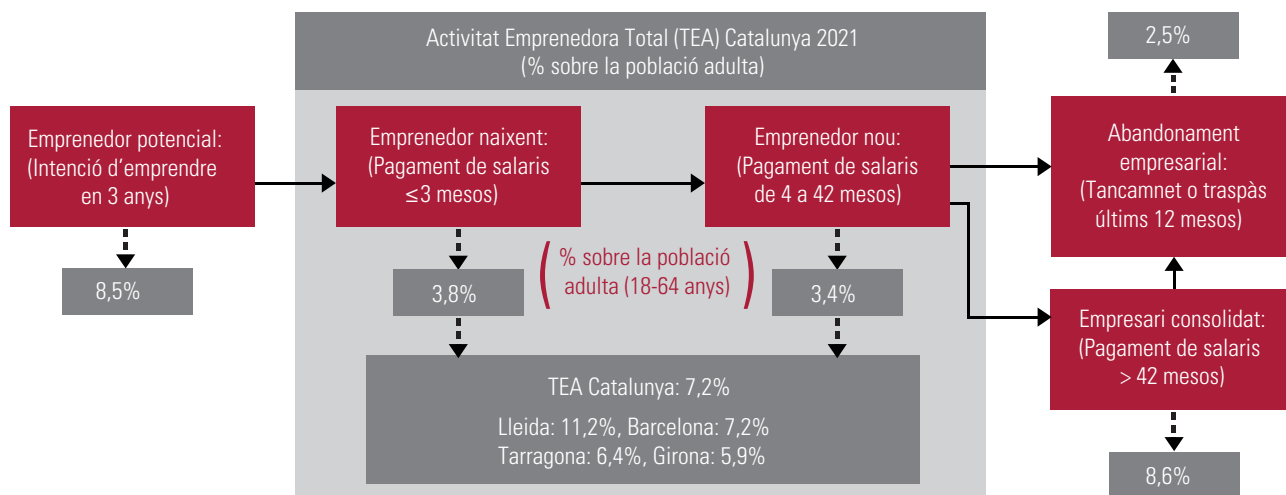 Activitat Emprenedora Total (TEA) Catalunya 2021
(% sobre la població adulta)
2,5%
Emprenedor potencial:
(Intenció d'emprendre
en 3 anys)
Emprenedor naixent:
(Pagament de salaris
≤3 mesos)
Emprenedor nou:
(Pagament de salaris
de 4 a 42 mesos)
Abandonament
empresarial:
(Tancamnet o traspàs
últims 12 mesos)
8,5%
3,8%
(% sobre la població
adulta (18-64 anys))
3,4%
Empresari consolidat:
(Pagament de salaris
> 42 mesos)
TEA Catalunya: 7,2%
Lleida: 11,2%, Barcelona: 7,2%
Tarragona: 6,4%, Girona: 5,9%
8,6%